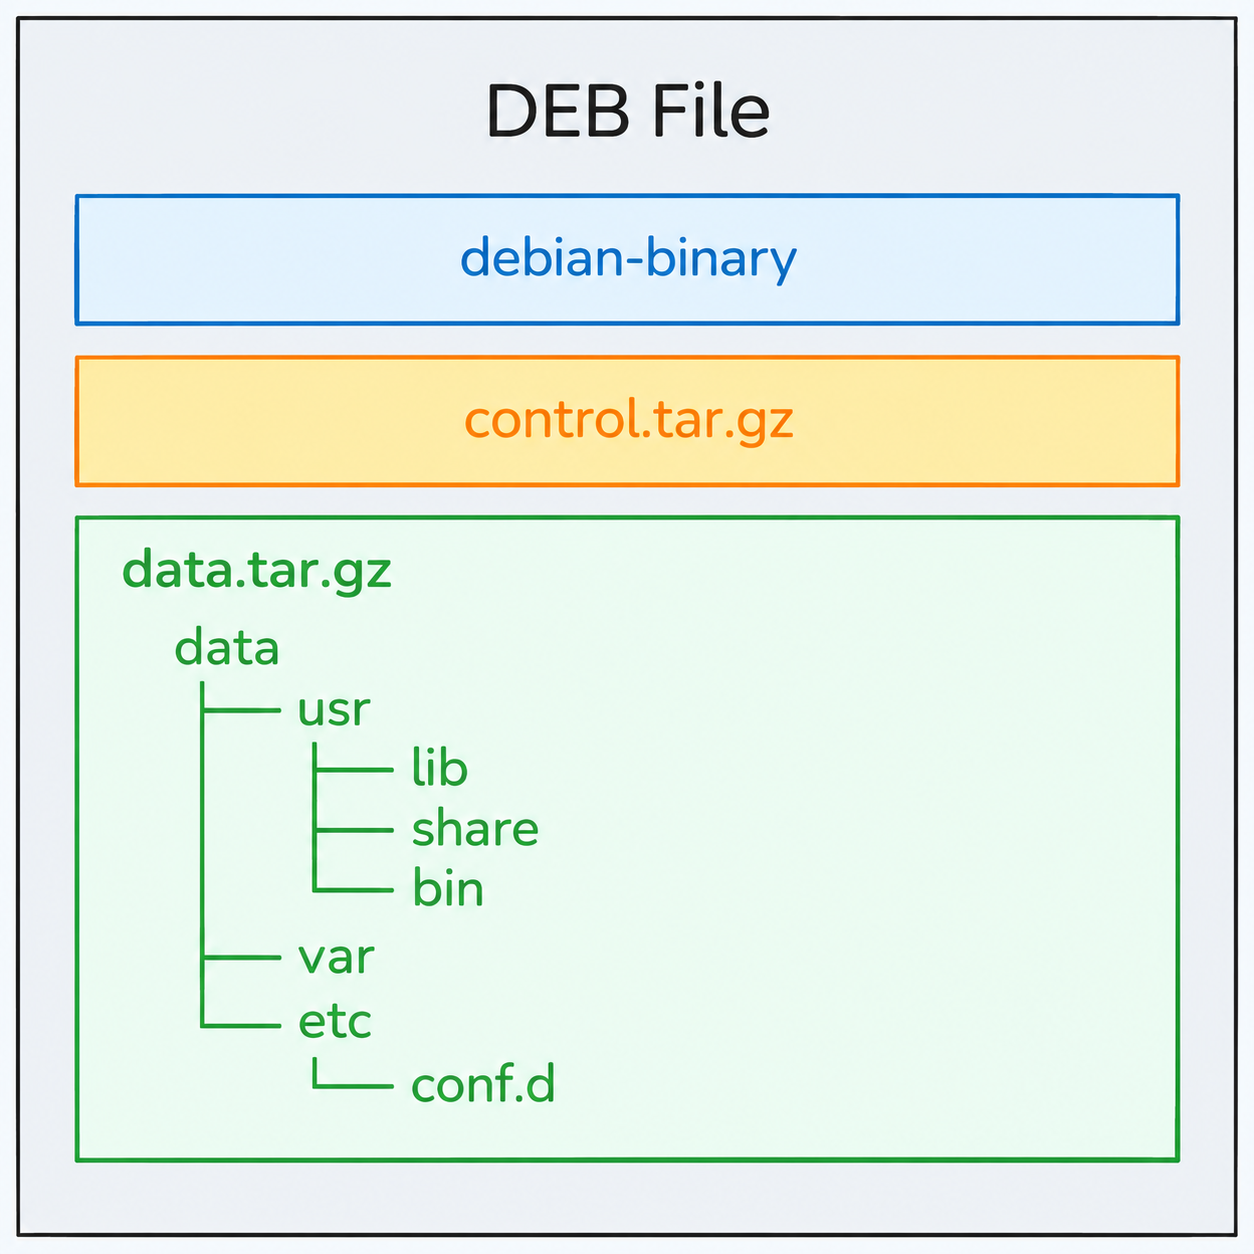 DEB File
debian-binary
control.tar.gz
data.tar.gz
data
usr
lib
share
bin
var
etc
conf.d